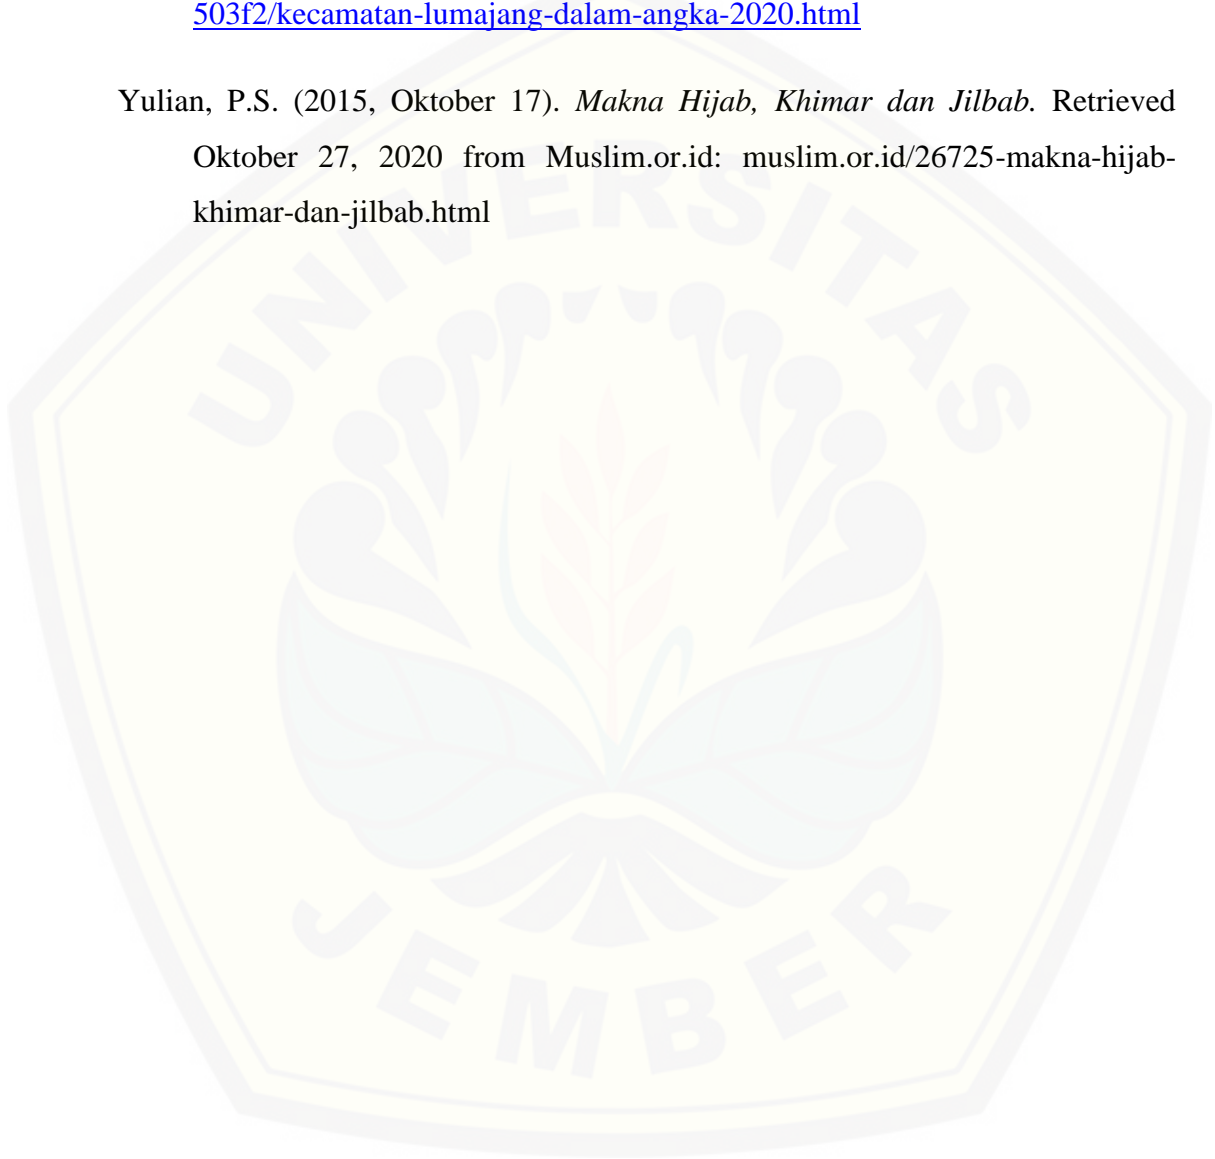 503f2/kecamatan-lumajang-dalam-angka-2020.html
Yulian, P.S. (2015, Oktober 17). Makna Hijab, Khimar dan Jilbab. Retrieved
Oktober 27, 2020 from Muslim.or.id: muslim.or.id/26725-makna-hijab-
khimar-dan-jilbab.html
UNIVERSITAS
JEMBER